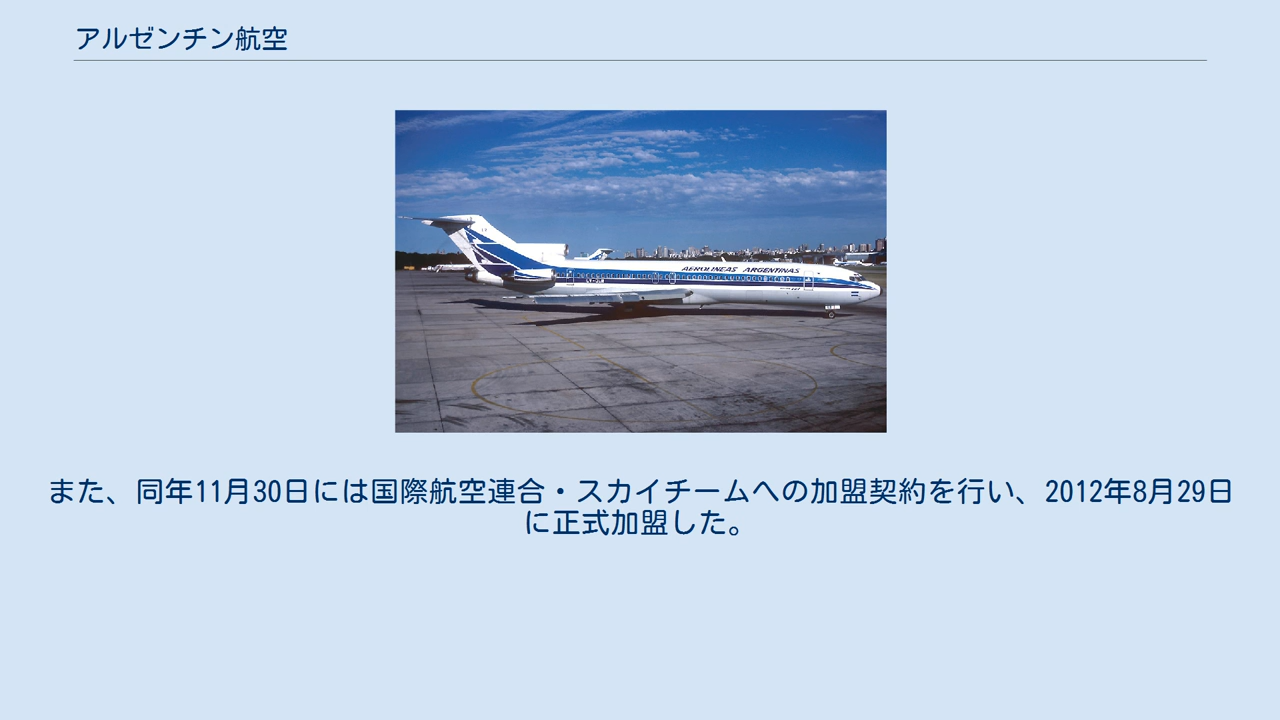 アルゼンチン航空
AEROLINEAS ARGENTINAS
また、同年11月30日には国際航空連合・スカイチームへの加盟契約を行い、2012年8月29日
に正式加盟した。